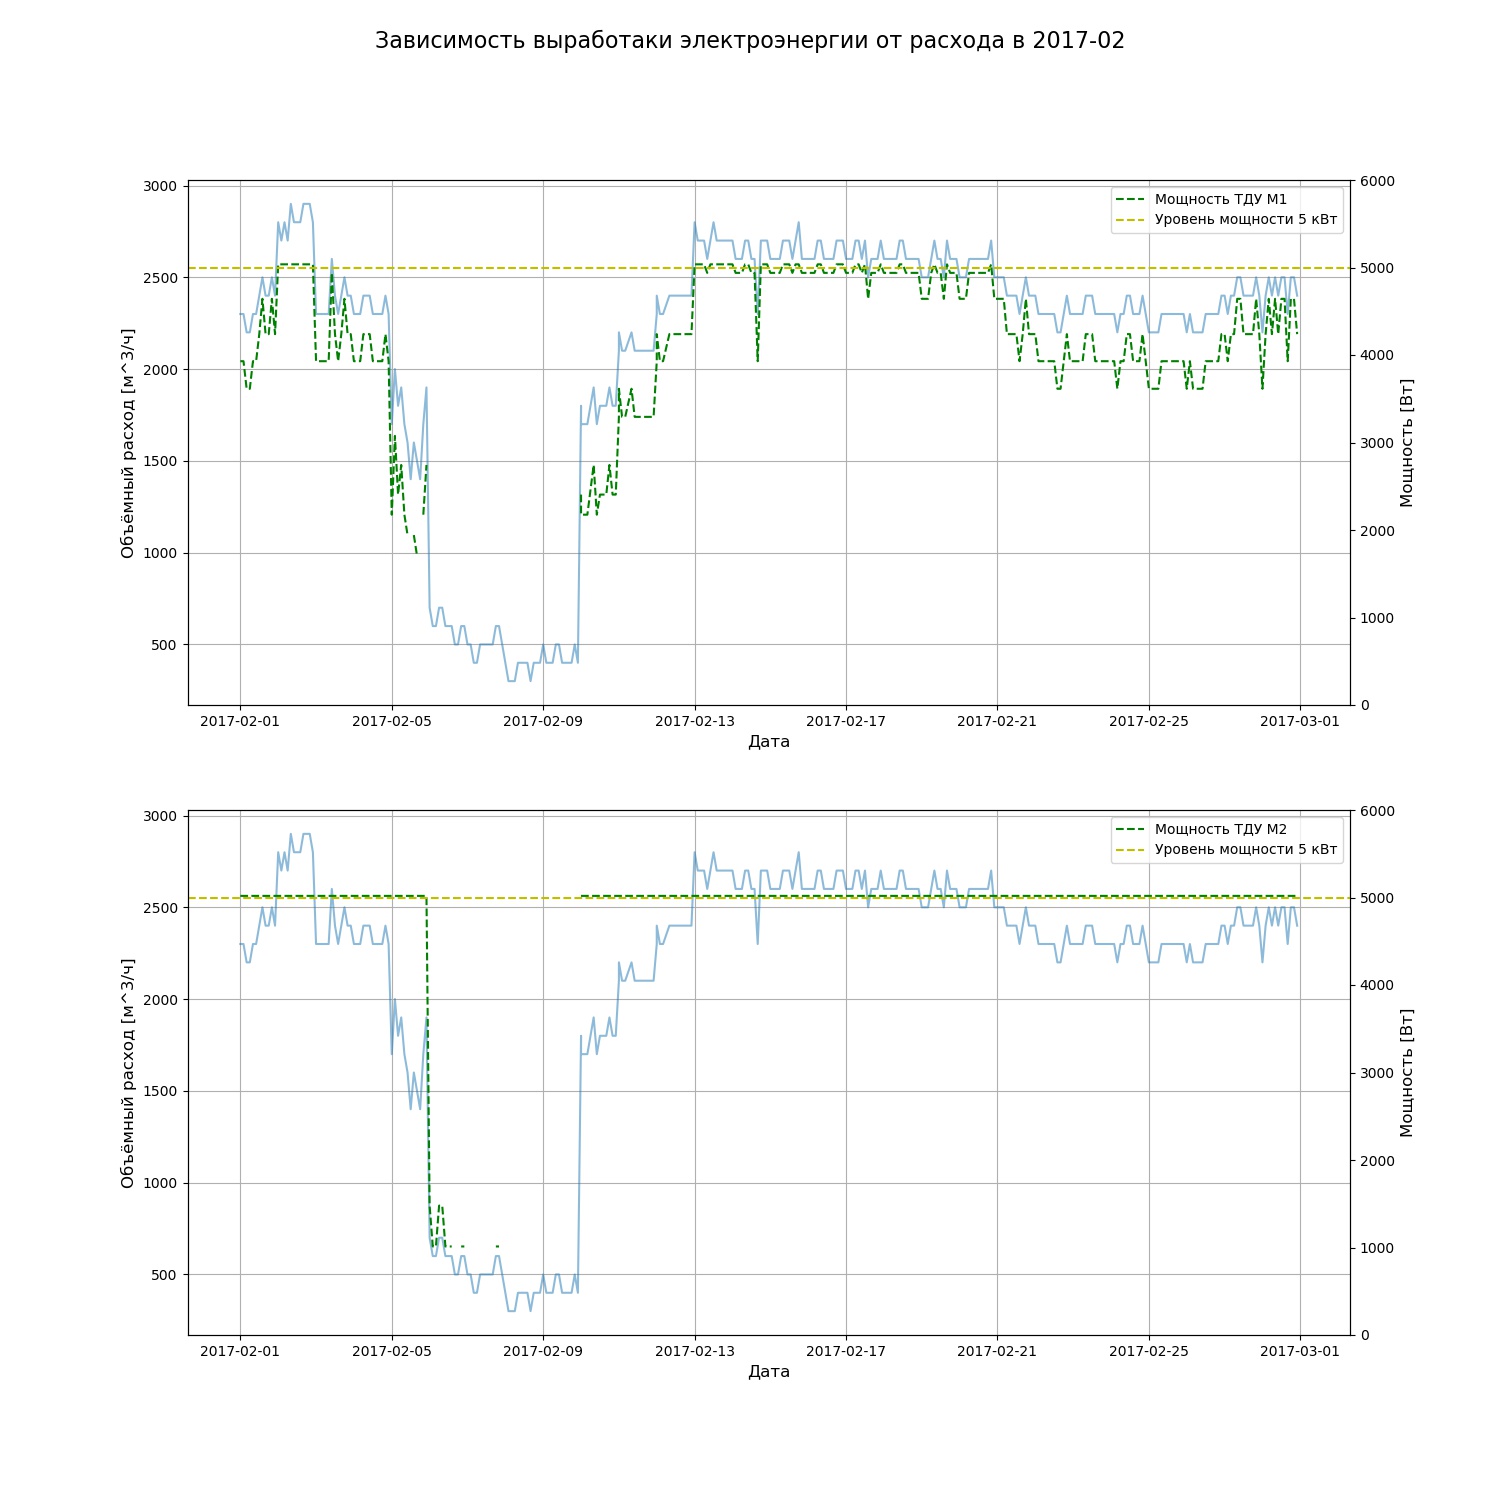 Зависимость выработаки электроэнергии от расхода в 2017-02
3000
2500
2000
1500
1000
500
Объёмный расход [м^3/ч]
6000
5000
4000
3000
2000
1000
0
Мощность [Вт]
Мощность ТДУ М1
Уровень мощности 5 кВт
2017-02-01 2017-02-05 2017-02-09 2017-02-13 2017-02-17 2017-02-21 2017-02-25 2017-03-01
Дата
3000
2500
2000
1500
1000
500
Объёмный расход [м^3/ч]
6000
5000
4000
3000
2000
1000
0
Мощность [Вт]
Мощность ТДУ М2
Уровень мощности 5 кВт
2017-02-01 2017-02-05 2017-02-09 2017-02-13 2017-02-17 2017-02-21 2017-02-25 2017-03-01
Дата